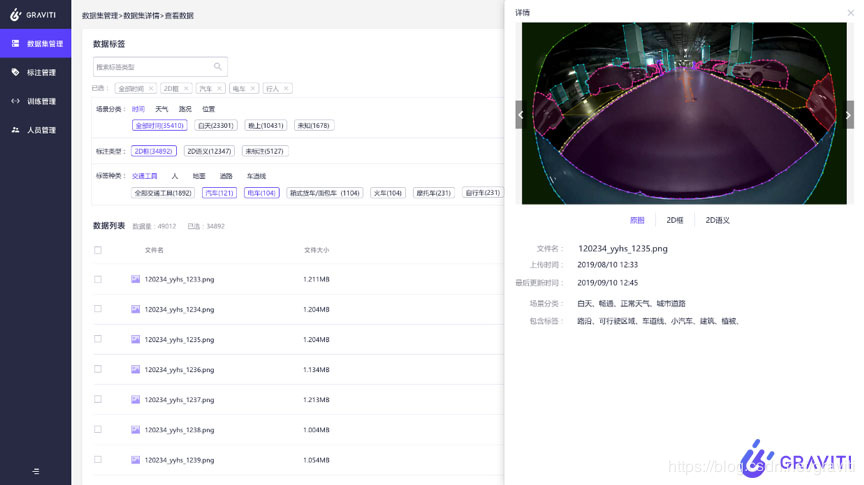 GRAVITI
数据集管理
标注管理
训练管理
人员管理
数据集管理>数据集详情>查看数据
数据标签
搜索标签类型
已选： 全部时间 × 2D框 × 汽车 × 电车 × 行人 ×
场景分类： 时间 天气 路况 位置
全部时间(35410) 白天(23301) 晚上(10431) 未知(1678)
标注类型： 2D框(34892) 2D语义(12347) 未标注(5127)
标签种类： 交通工具 人 地面 道路 车道线
全部交通工具(1892) 汽车(121) 电车(104) 箱式货车/面包车 (1104) 火车(104) 摩托车(231) 自行车(231)
数据列表 数据量：49012 已选：34892
文件名 文件大小
120234_yyhs_1233.png 1.211MB
120234_yyhs_1234.png 1.204MB
120234_yyhs_1235.png 1.204MB
120234_yyhs_1236.png 1.134MB
120234_yyhs_1237.png 1.213MB
120234_yyhs_1238.png 1.004MB
120234_yyhs_1239.png 1.054MB
详情
原图 2D框 2D语义
文件名： 120234_yyhs_1235.png
上传时间： 2019/08/10 12:33
最后更新时间： 2019/09/10 12:45
场景分类： 白天、畅通、正常天气、城市道路
包含标签： 路沿、可行驶区域、车道线、小汽车、建筑、植被、
GRAVITI